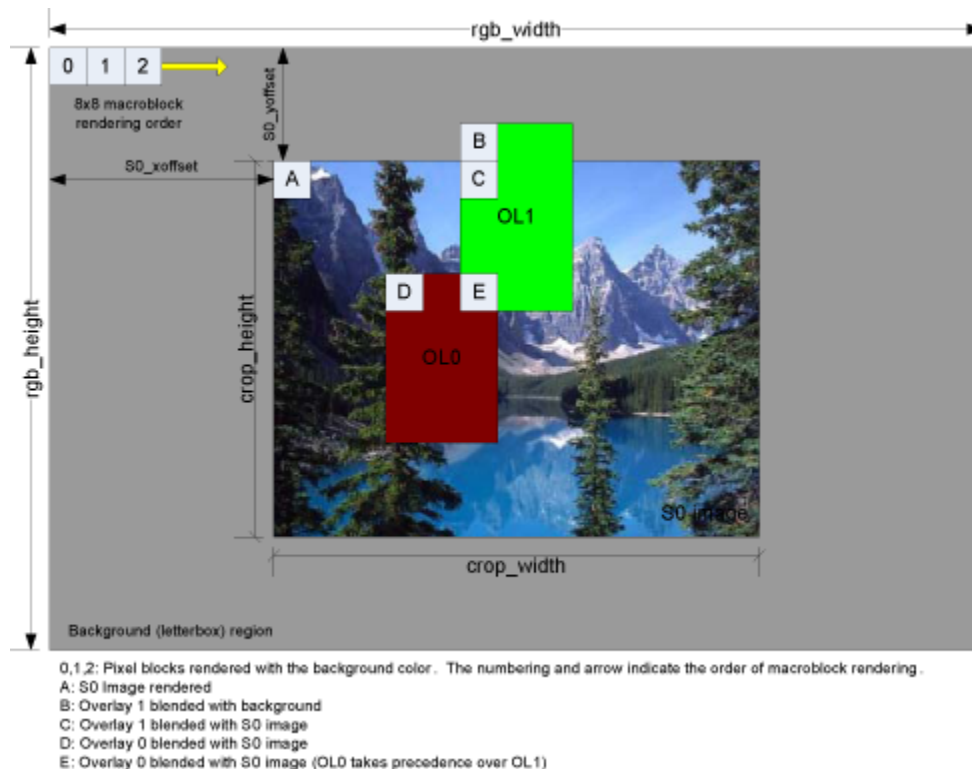 rgb_width
0 1 2
8x8 macroblock
rendering order
S0_yoffset
S0_xoffset
A
B
C
OL1
D
E
OL0
rgb_height
crop_height
S0 image
crop_width
Background (letterbox) region
0,1,2: Pixel blocks rendered with the background color. The numbering and arrow indicate the order of macroblock rendering.
A: S0 Image rendered
B: Overlay 1 blended with background
C: Overlay 1 blended with S0 image
D: Overlay 0 blended with S0 image
E: Overlay 0 blended with S0 image (OL0 takes precedence over OL1)